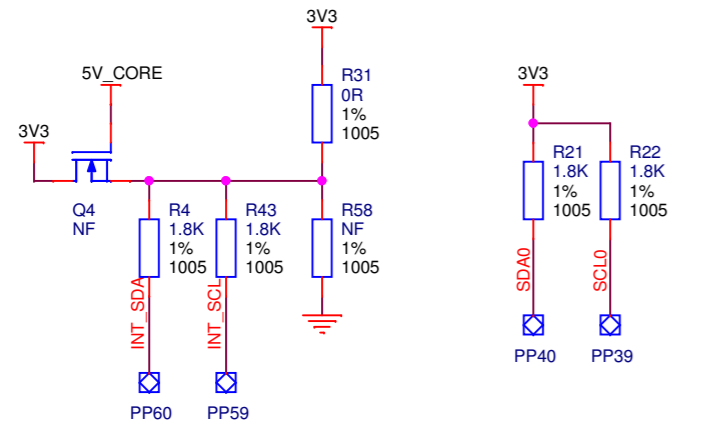 3V3
5V_CORE
3V3
3V3
R31
0R
1%
1005
Q4
NF
R4
1.8K
1%
1005
R43
1.8K
1%
1005
R58
NF
1%
1005
R21
1.8K
1%
1005
R22
1.8K
1%
1005
INT_SDA
INT_SCL
SDA0
SCL0
PP60
PP59
PP40
PP39